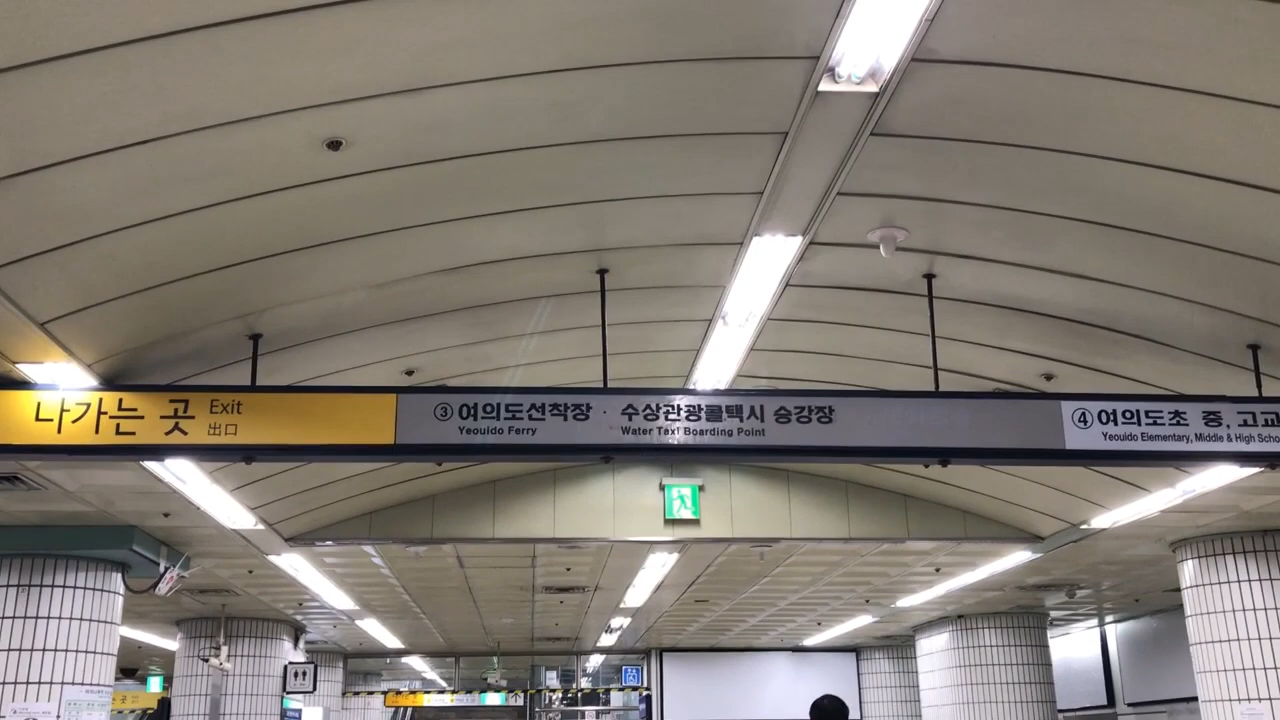 나가는 곳 Exit
出口
③ 여의도선착장 · 수상관광콜택시 승강장
Yeouido Ferry Water Taxi Boarding Point
④ 여의도초 중, 고교
Yeouido Elementary, Middle & High Scho